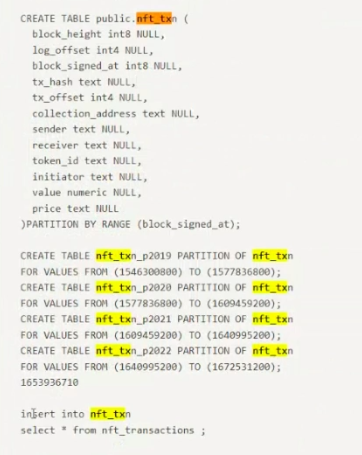 CREATE TABLE public.nft_txn (
block_height int8 NULL,
log_offset int4 NULL,
block_signed_at int8 NULL,
tx_hash text NULL,
tx_offset int4 NULL,
collection_address text NULL,
sender text NULL,
receiver text NULL,
token_id text NULL,
initiator text NULL,
value numeric NULL,
price text NULL
)PARTITION BY RANGE (block_signed_at);
CREATE TABLE nft_txn_p2019 PARTITION OF nft_txn
FOR VALUES FROM (1546300800) TO (1577836800);
CREATE TABLE nft_txn_p2020 PARTITION OF nft_txn
FOR VALUES FROM (1577836800) TO (1609459200);
CREATE TABLE nft_txn_p2021 PARTITION OF nft_txn
FOR VALUES FROM (1609459200) TO (1640995200);
CREATE TABLE nft_txn_p2022 PARTITION OF nft_txn
FOR VALUES FROM (1640995200) TO (1672531200);
1653936710
insert into nft_txn
select * from nft_transactions ;